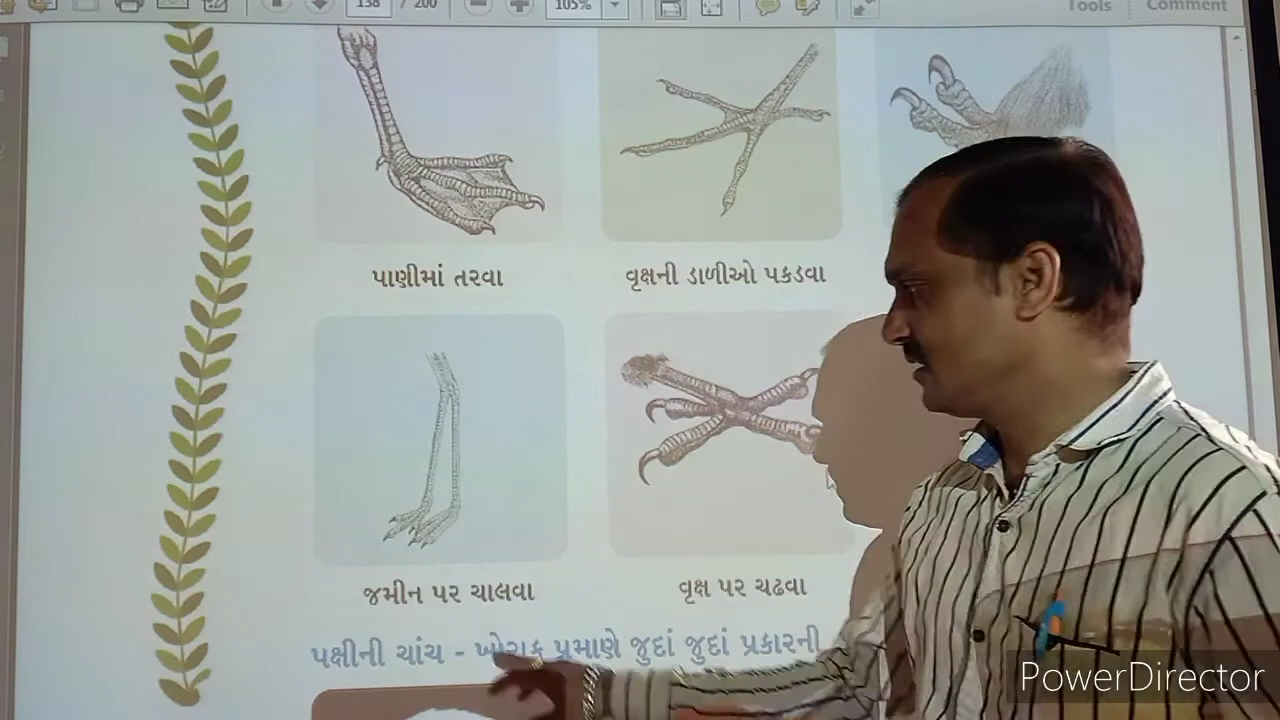 138 / 200
105%
Tools
Comment
પાણીમાં તરવા
વૃક્ષની ડાળીઓ પકડવા
જમીન પર ચાલવા
વૃક્ષ પર ચઢવા
પક્ષીની ચાંચ - ખોરાક પ્રમાણે જુદાં જુદાં પ્રકારની
PowerDirector